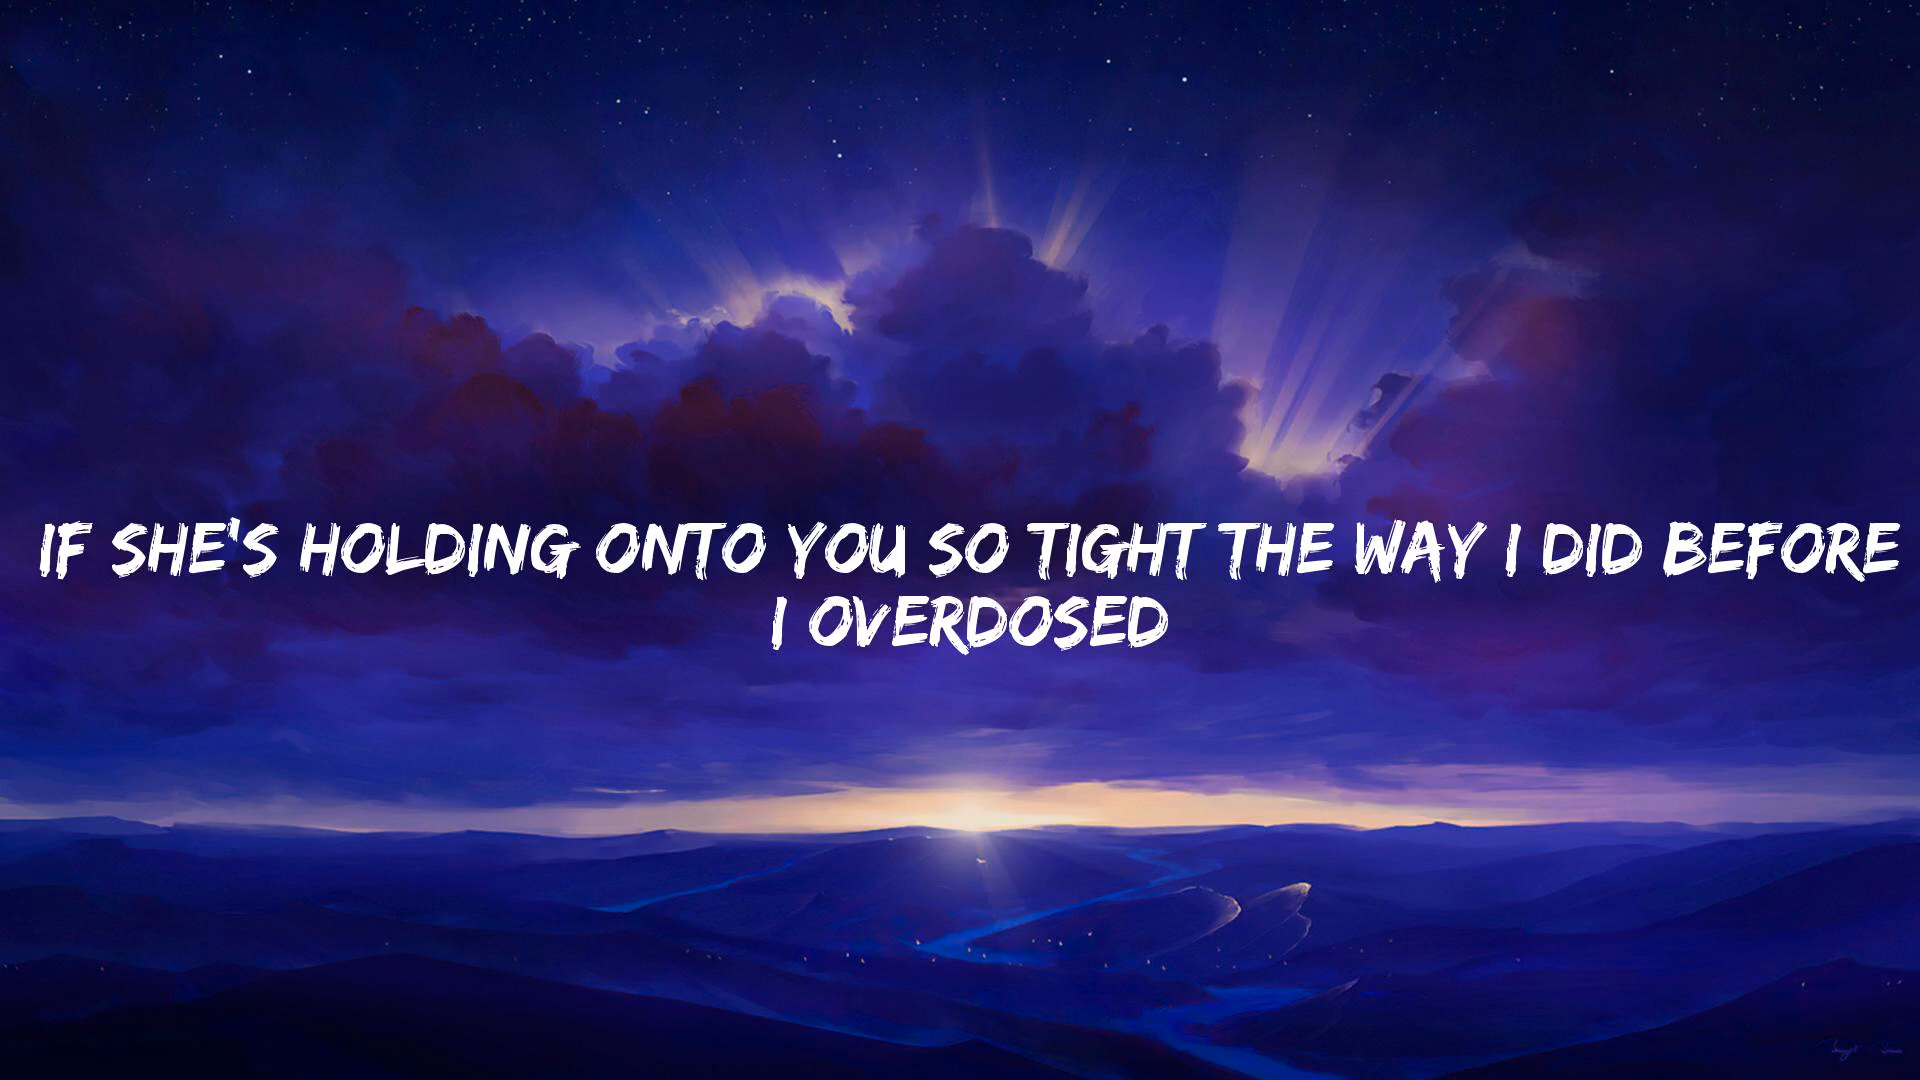 IF SHE'S HOLDING ONTO YOU SO TIGHT THE WAY I DID BEFORE
I OVERDOSED